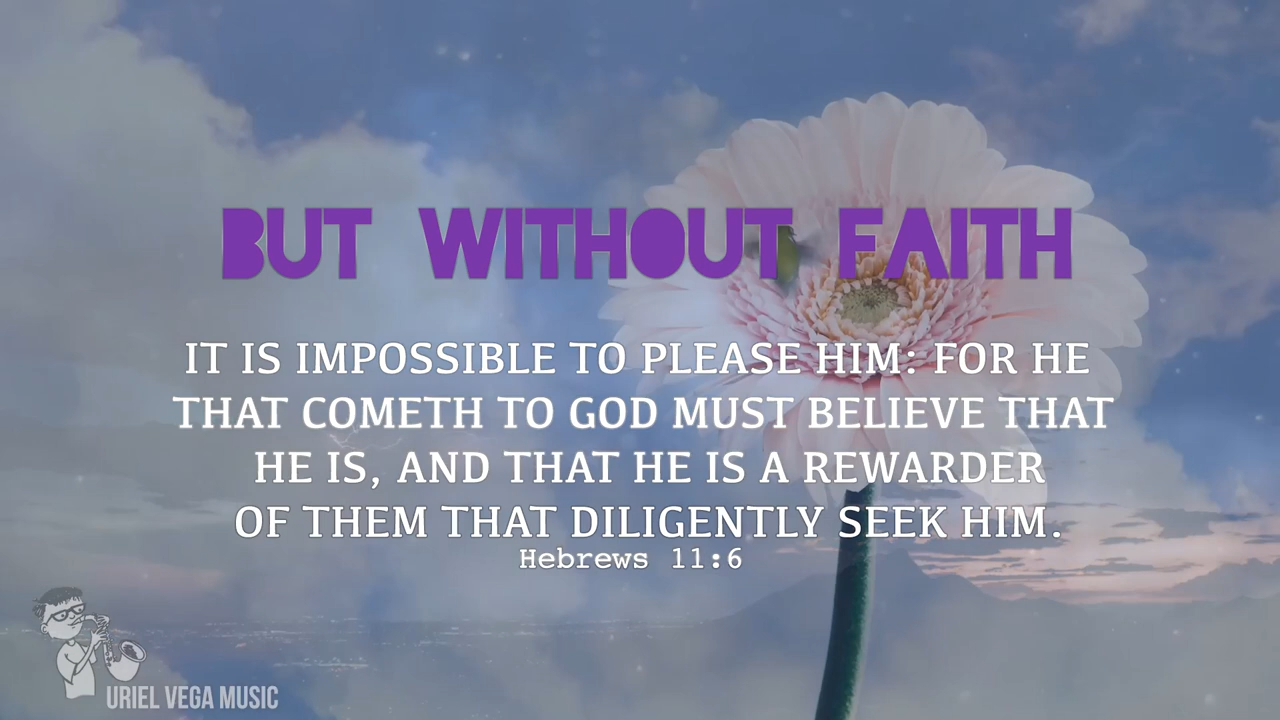 BUT WITHOUT FAITH
IT IS IMPOSSIBLE TO PLEASE HIM: FOR HE
THAT COMETH TO GOD MUST BELIEVE THAT
HE IS, AND THAT HE IS A REWARDER
OF THEM THAT DILIGENTLY SEEK HIM.
Hebrews 11:6
URIEL VEGA MUSIC